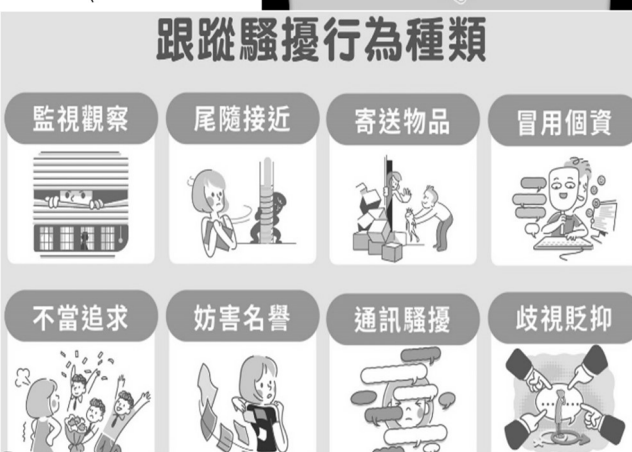 跟蹤騷擾行為種類
監視觀察
尾隨接近
寄送物品
冒用個資
不當追求
妨害名譽
通訊騷擾
歧視貶抑